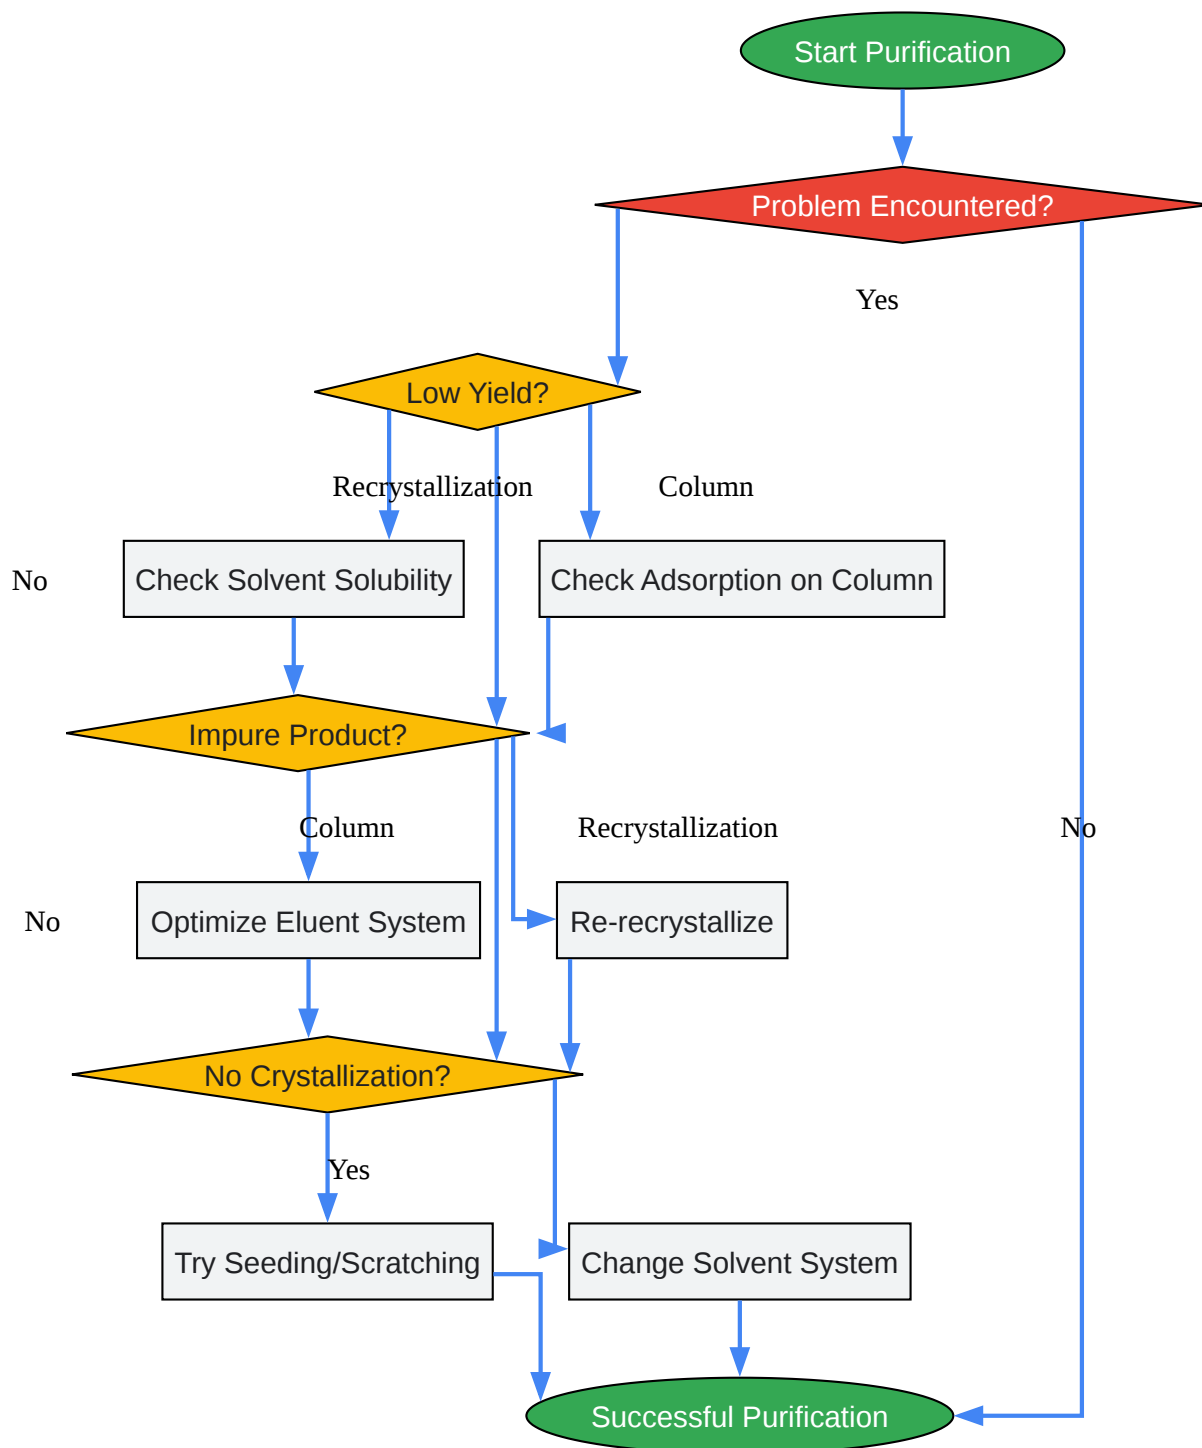 Start Purification
Problem Encountered?
Yes
Low Yield?
Recrystallization
Column
No
Check Solvent Solubility
Check Adsorption on Column
Impure Product?
Column
Recrystallization
No
No
Optimize Eluent System
Re-recrystallize
No Crystallization?
Yes
Try Seeding/Scratching
Change Solvent System
Successful Purification